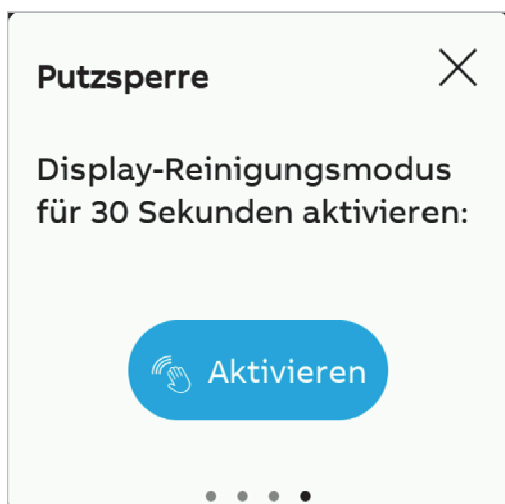 Putzsperre
Display-Reinigungsmodus
für 30 Sekunden aktivieren:
Aktivieren